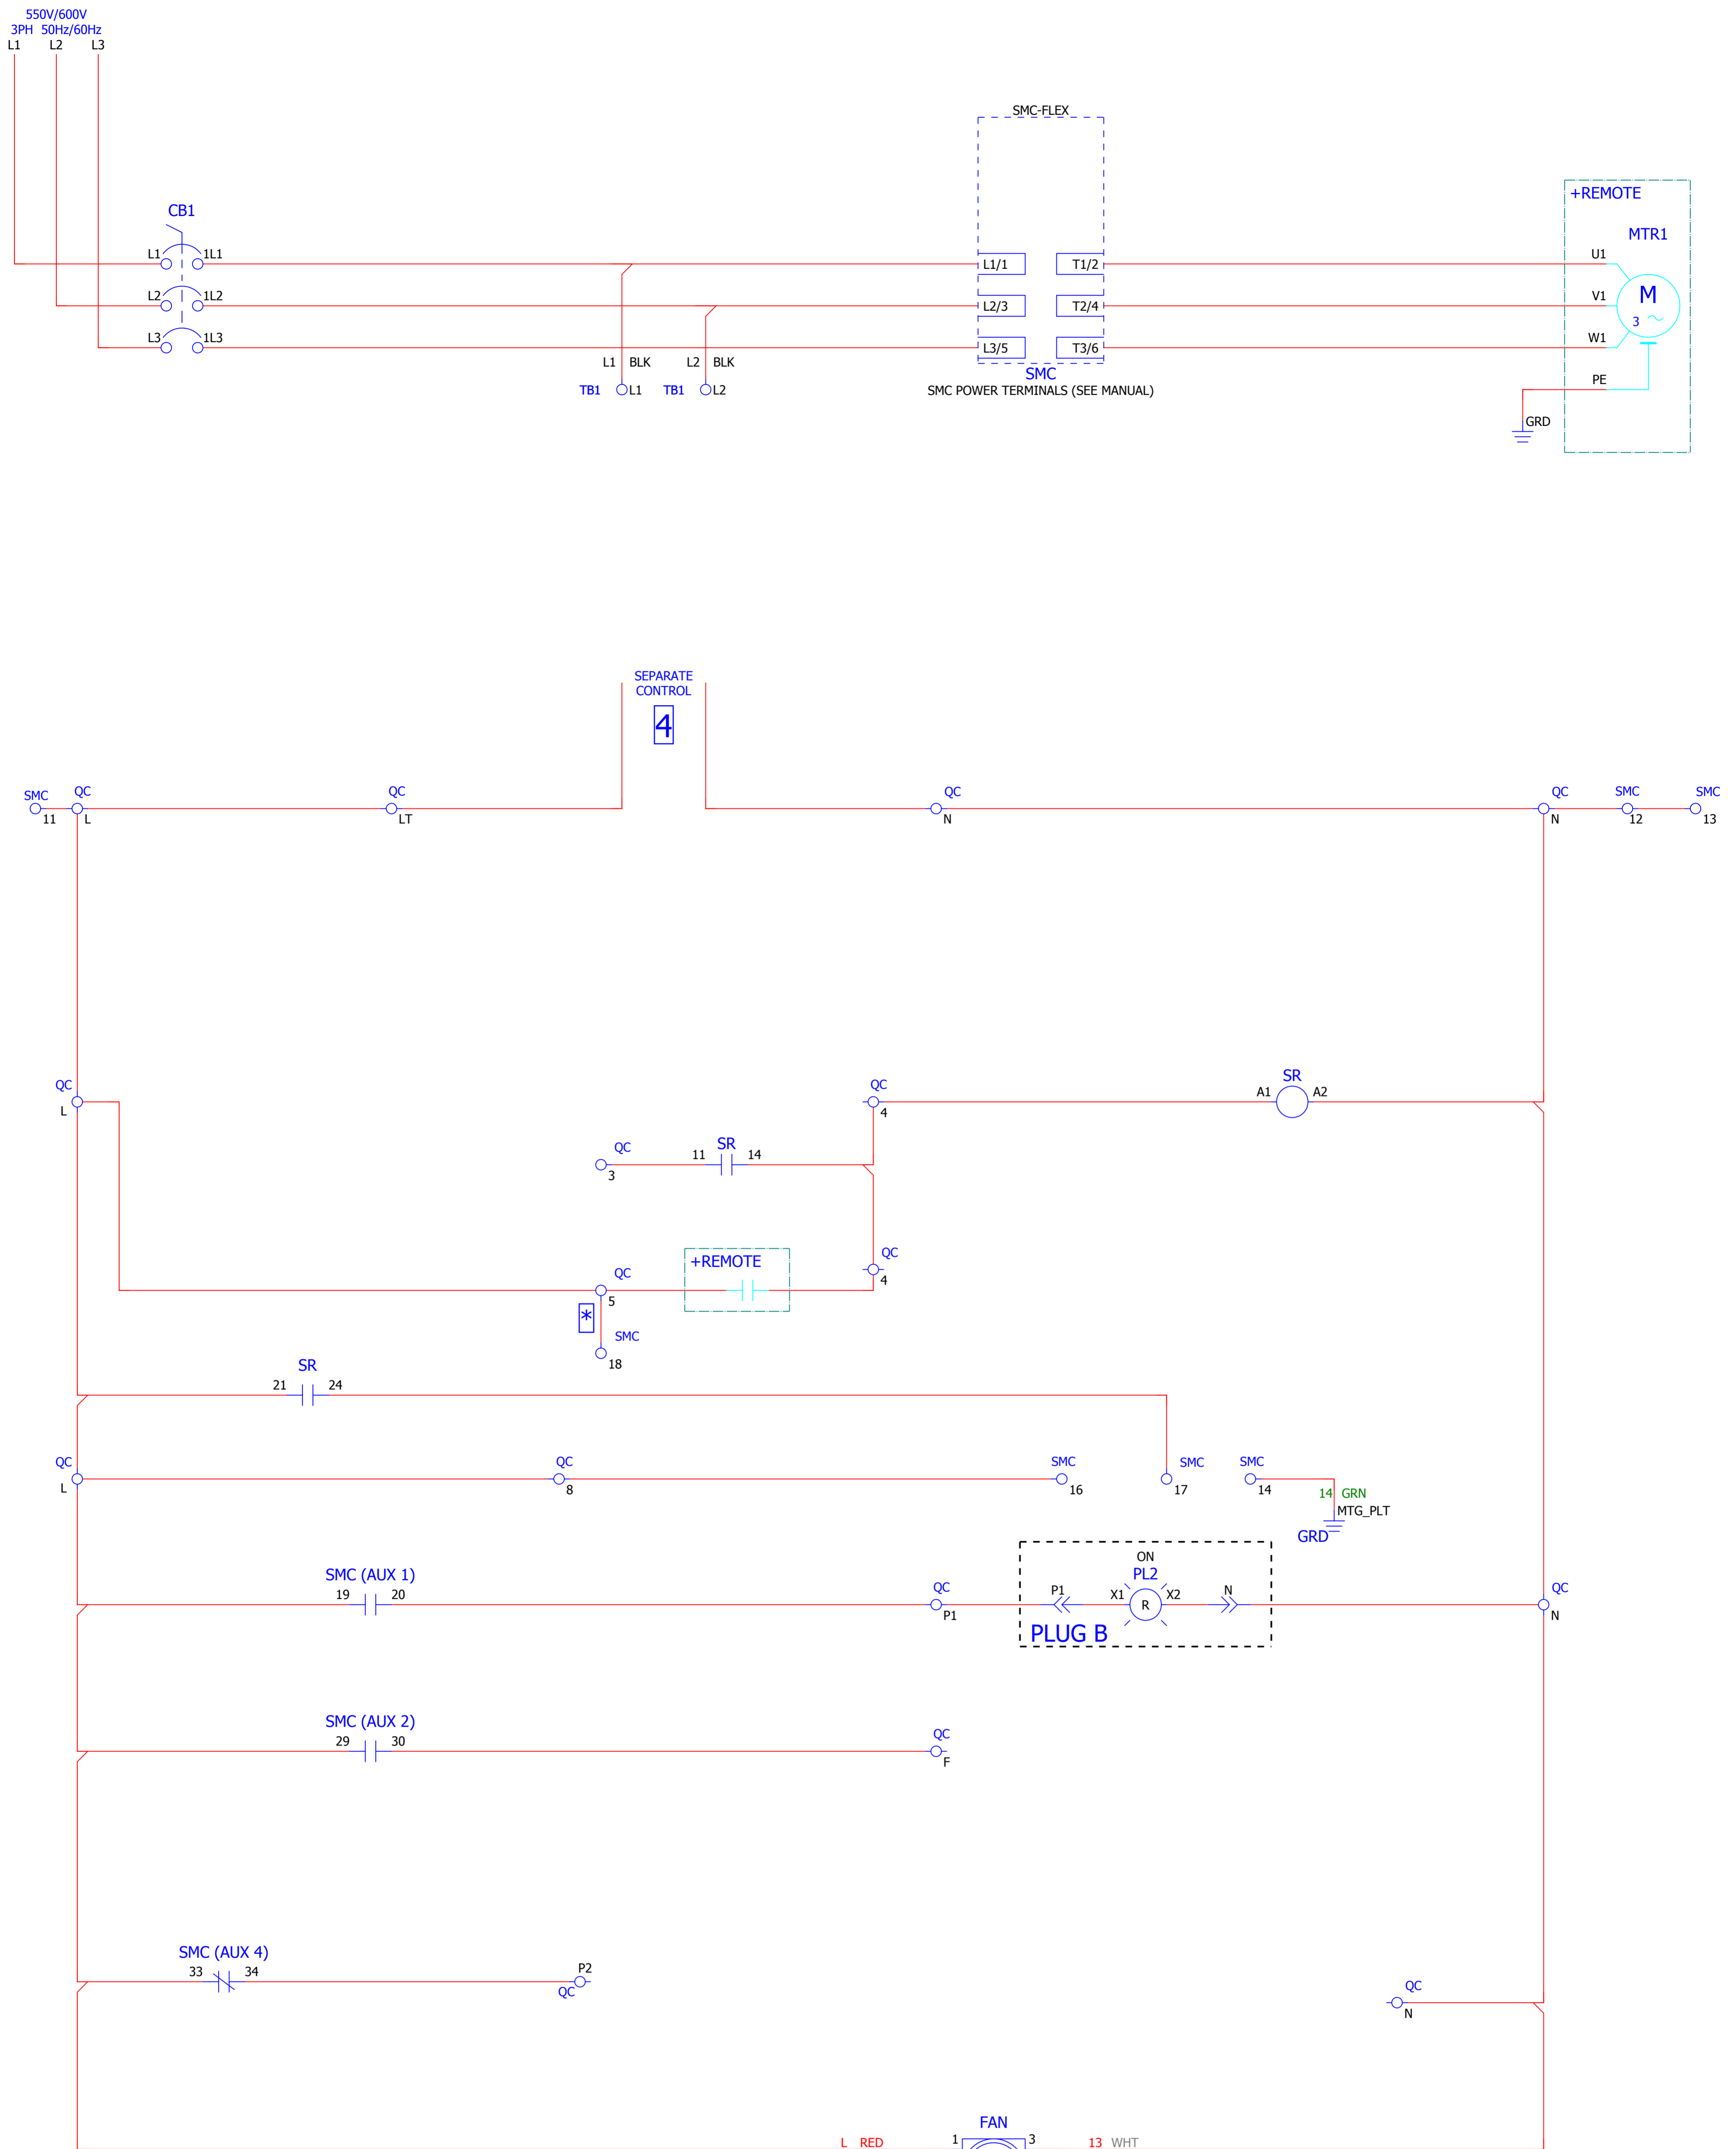 550V/600V
3PH 50Hz/60Hz
L1 L2 L3
SMC-FLEX
+REMOTE
CB1
MTR1
L1 1L1 L1/1 T1/2 U1
L2 1L2 L2/3 T2/4 V1 M
3
L3 1L3 L3/5 T3/6 W1
L1 BLK L2 BLK
SMC
PE
TB1 L1 TB1 L2 SMC POWER TERMINALS (SEE MANUAL)
GRD
SEPARATE
CONTROL
4
SMC QC QC QC QC SMC SMC
11 L LT N N 12 13
SR
QC QC A1 A2
L 4
SR
QC 11 14
3
QC
+REMOTE
QC
4
5
*
SMC
18
SR
21 24
QC QC SMC SMC SMC
L 8 16 17 14
14 GRN
MTG_PLT
GRD
ON
SMC (AUX 1) PL2
19 20 QC P1 X1 X2 N QC
R
P1 N
PLUG B
SMC (AUX 2)
29 30 QC
F
SMC (AUX 4)
33 34 P2
QC QC
N
FAN
L RED 1 3 13 WHT